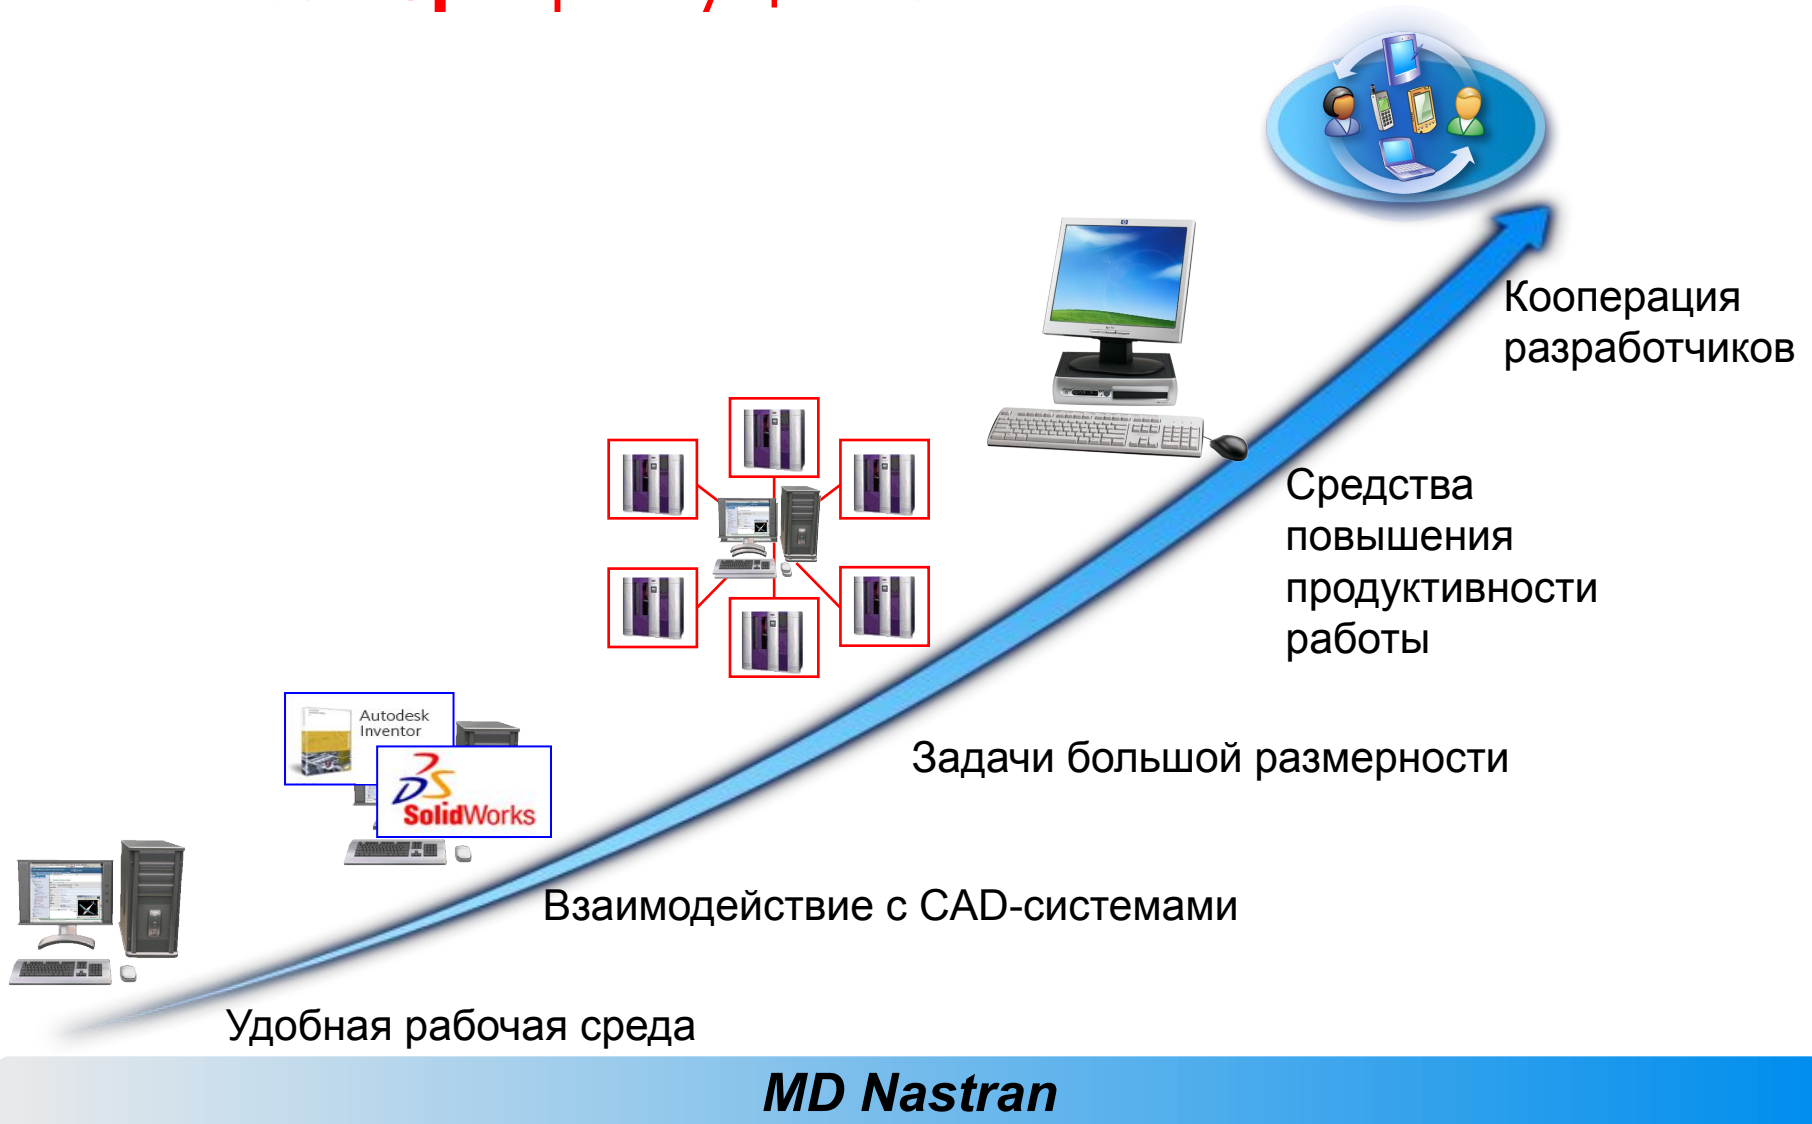 Кооперация
разработчиков
Средства
повышения
продуктивности
работы
Autodesk
Inventor
Задачи большой размерности
SolidWorks
Взаимодействие с CAD-системами
Удобная рабочая среда
MD Nastran